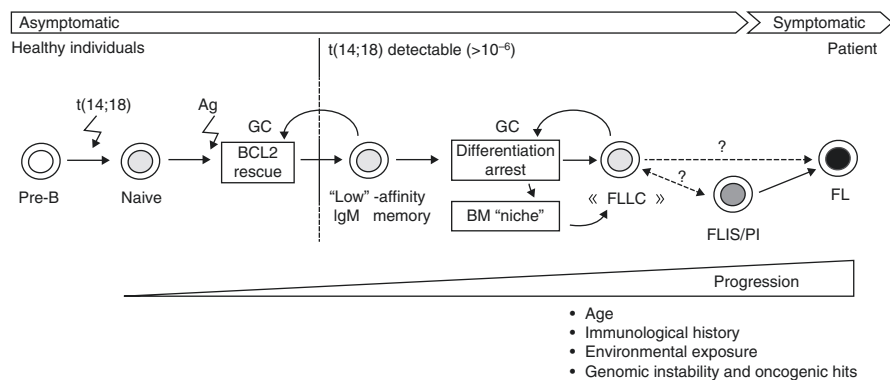 Asymptomatic
Symptomatic
Healthy individuals
t(14;18) detectable (>10⁻⁶)
Patient
t(14;18)
Ag
GC
GC
BCL2
rescue
Differentiation
arrest
?
?
Pre-B
Naive
"Low" -affinity
IgM memory
BM "niche"
« FLLC »
FLIS/PI
FL
Progression
• Age
• Immunological history
• Environmental exposure
• Genomic instability and oncogenic hits